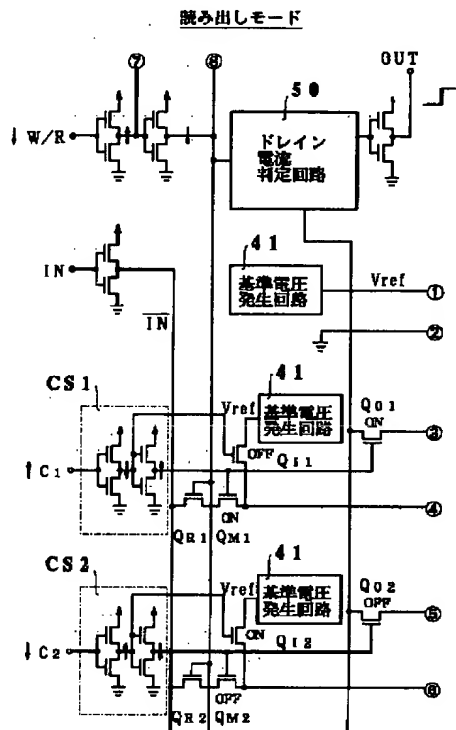 読み出しモード
⑦ ⑧ OUT
50
↓ W/R
ドレイン
電流
判定回路
IN
41
基準電圧
発生回路
Vref ①
IN
②
CS1
41
Vref
基準電圧
発生回路
Q01
ON
③
OFF
↑ C1
QI1
ON
④
QR1 QM1
CS2
41
Vref
基準電圧
発生回路
Q02
OFF
⑤
ON
↓ C2
QI2
OFF
⑥
QR2 QM2